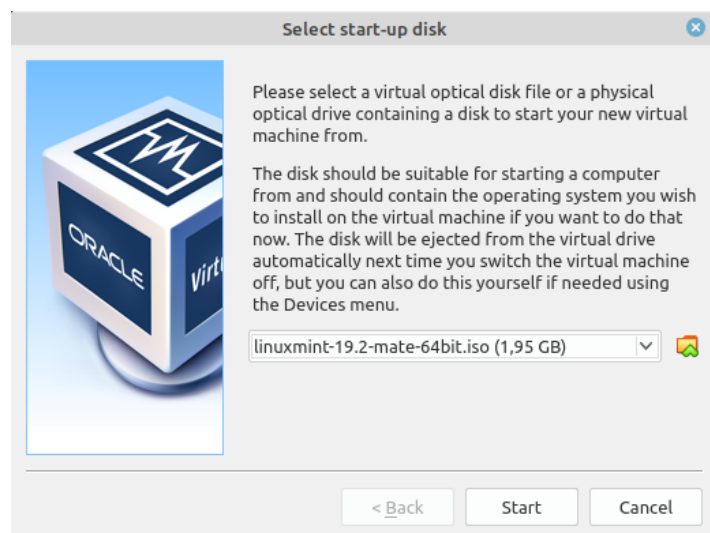 Select start-up disk
Please select a virtual optical disk file or a physical
optical drive containing a disk to start your new virtual
machine from.
The disk should be suitable for starting a computer
from and should contain the operating system you wish
to install on the virtual machine if you want to do that
now. The disk will be ejected from the virtual drive
automatically next time you switch the virtual machine
off, but you can also do this yourself if needed using
the Devices menu.
ORACLE
Virt
linuxmint-19.2-mate-64bit.iso (1,95 GB)
< Back
Start
Cancel